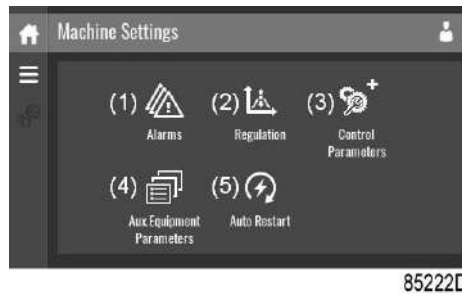 Machine Settings
(1) (2) (3)
Alarms Regulation Control
Parameters
(4) (5)
Aux.Equipment Auto Restart
Parameters
85222D